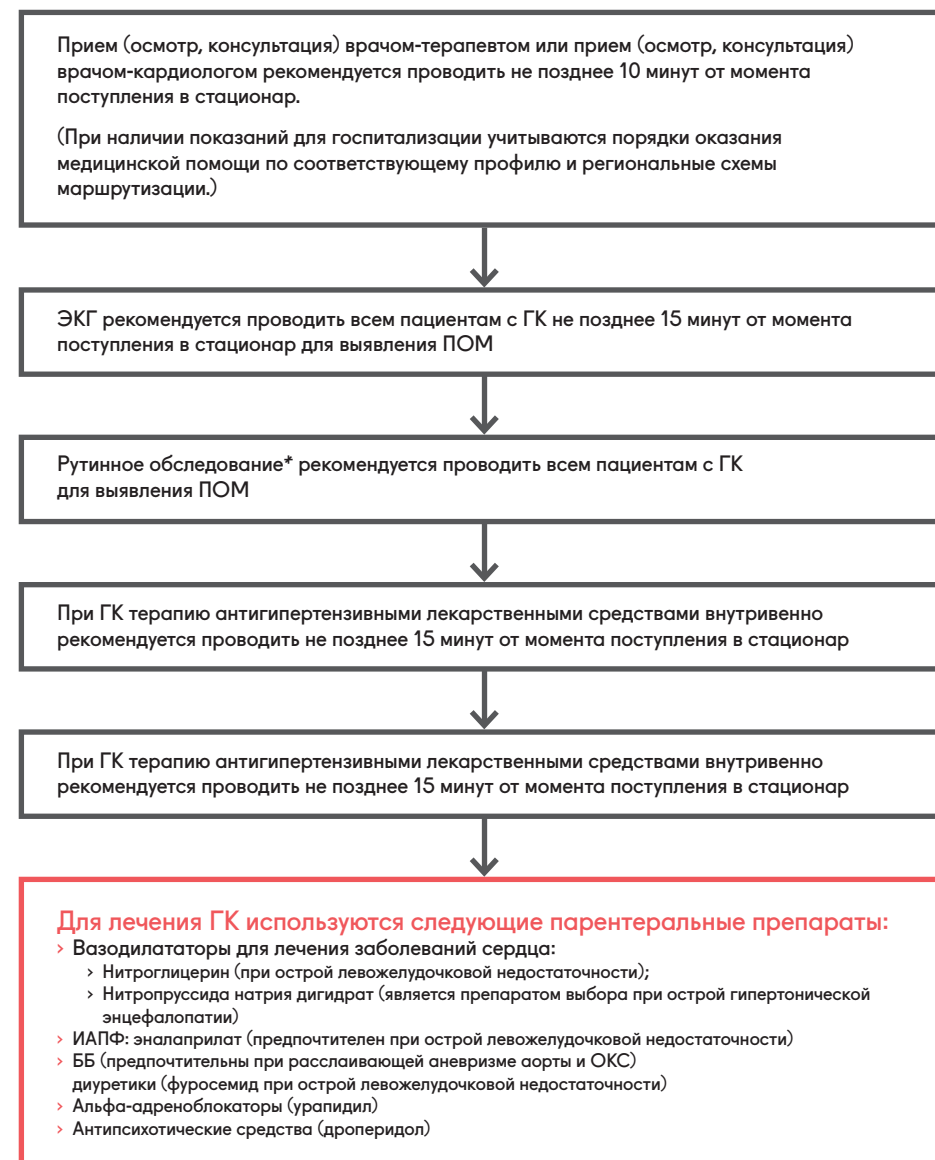 Прием (осмотр, консультация) врачом-терапевтом или прием (осмотр, консультация)
врачом-кардиологом рекомендуется проводить не позднее 10 минут от момента
поступления в стационар.
(При наличии показаний для госпитализации учитываются порядки оказания
медицинской помощи по соответствующему профилю и региональные схемы
маршрутизации.)
ЭКГ рекомендуется проводить всем пациентам с ГК не позднее 15 минут от момента
поступления в стационар для выявления ПОМ
Рутинное обследование* рекомендуется проводить всем пациентам с ГК
для выявления ПОМ
При ГК терапию антигипертензивными лекарственными средствами внутривенно
рекомендуется проводить не позднее 15 минут от момента поступления в стационар
При ГК терапию антигипертензивными лекарственными средствами внутривенно
рекомендуется проводить не позднее 15 минут от момента поступления в стационар
Для лечения ГК используются следующие парентеральные препараты:
› Вазодилататоры для лечения заболеваний сердца:
› Нитроглицерин (при острой левожелудочковой недостаточности);
› Нитропруссида натрия дигидрат (является препаратом выбора при острой гипертонической
энцефалопатии)
› ИАПФ: эналаприлат (предпочтителен при острой левожелудочковой недостаточности)
› ББ (предпочтительны при расслаивающей аневризме аорты и ОКС)
диуретики (фуросемид при острой левожелудочковой недостаточности)
› Альфа-адреноблокаторы (урапидил)
› Антипсихотические средства (дроперидол)